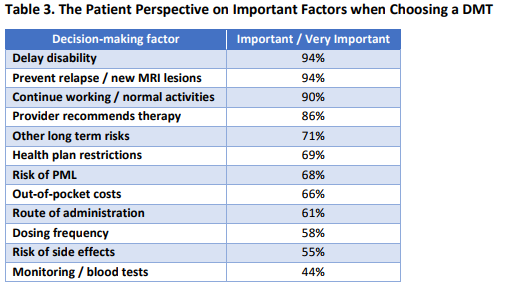 Table 3. The Patient Perspective on Important Factors when Choosing a DMT
Decision-making factor Important / Very Important
Delay disability 94%
Prevent relapse / new MRI lesions 94%
Continue working / normal activities 90%
Provider recommends therapy 86%
Other long term risks 71%
Health plan restrictions 69%
Risk of PML 68%
Out-of-pocket costs 66%
Route of administration 61%
Dosing frequency 58%
Risk of side effects 55%
Monitoring / blood tests 44%